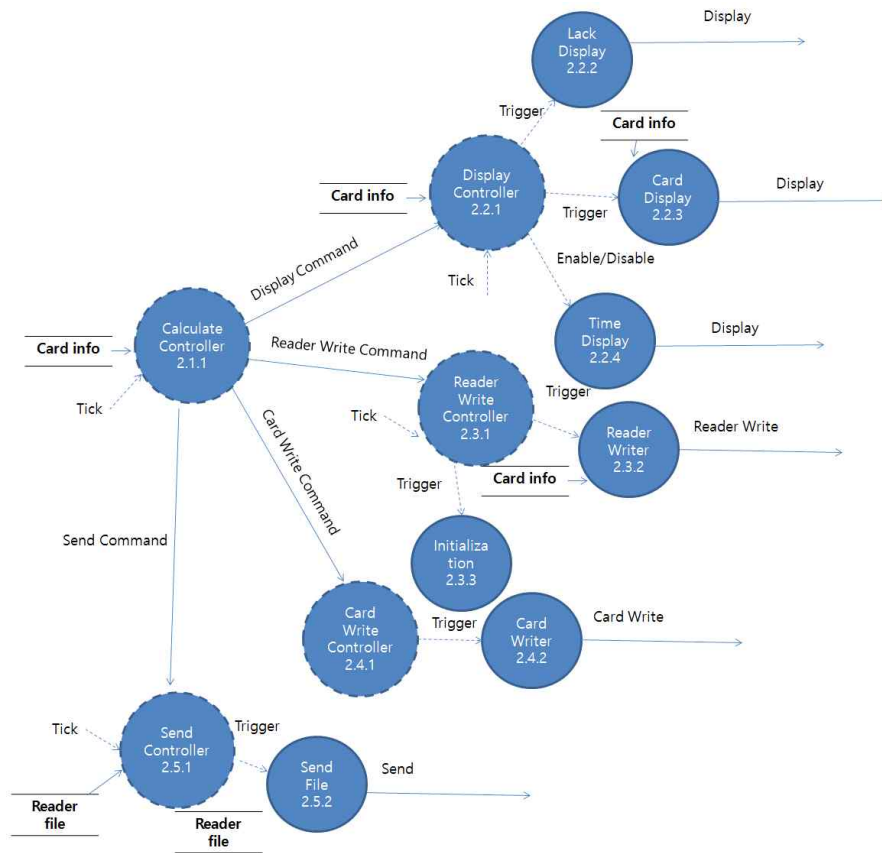 Display
Lack
Display
2.2.2
Trigger
Card info
Display
Controller
2.2.1
Card
Display
2.2.3
Display
Card info
Trigger
Enable/Disable
Display Command
Tick
Calculate
Controller
2.1.1
Time
Display
2.2.4
Display
Card info
Reader Write Command
Tick
Reader
Write
Controller
2.3.1
Trigger
Tick
Card Write Command
Reader
Writer
2.3.2
Reader Write
Trigger
Card info
Send Command
Initializa
tion
2.3.3
Card
Write
Controller
2.4.1
Trigger
Card
Writer
2.4.2
Card Write
Tick
Send
Controller
2.5.1
Trigger
Send
File
2.5.2
Send
Reader
file
Reader
file